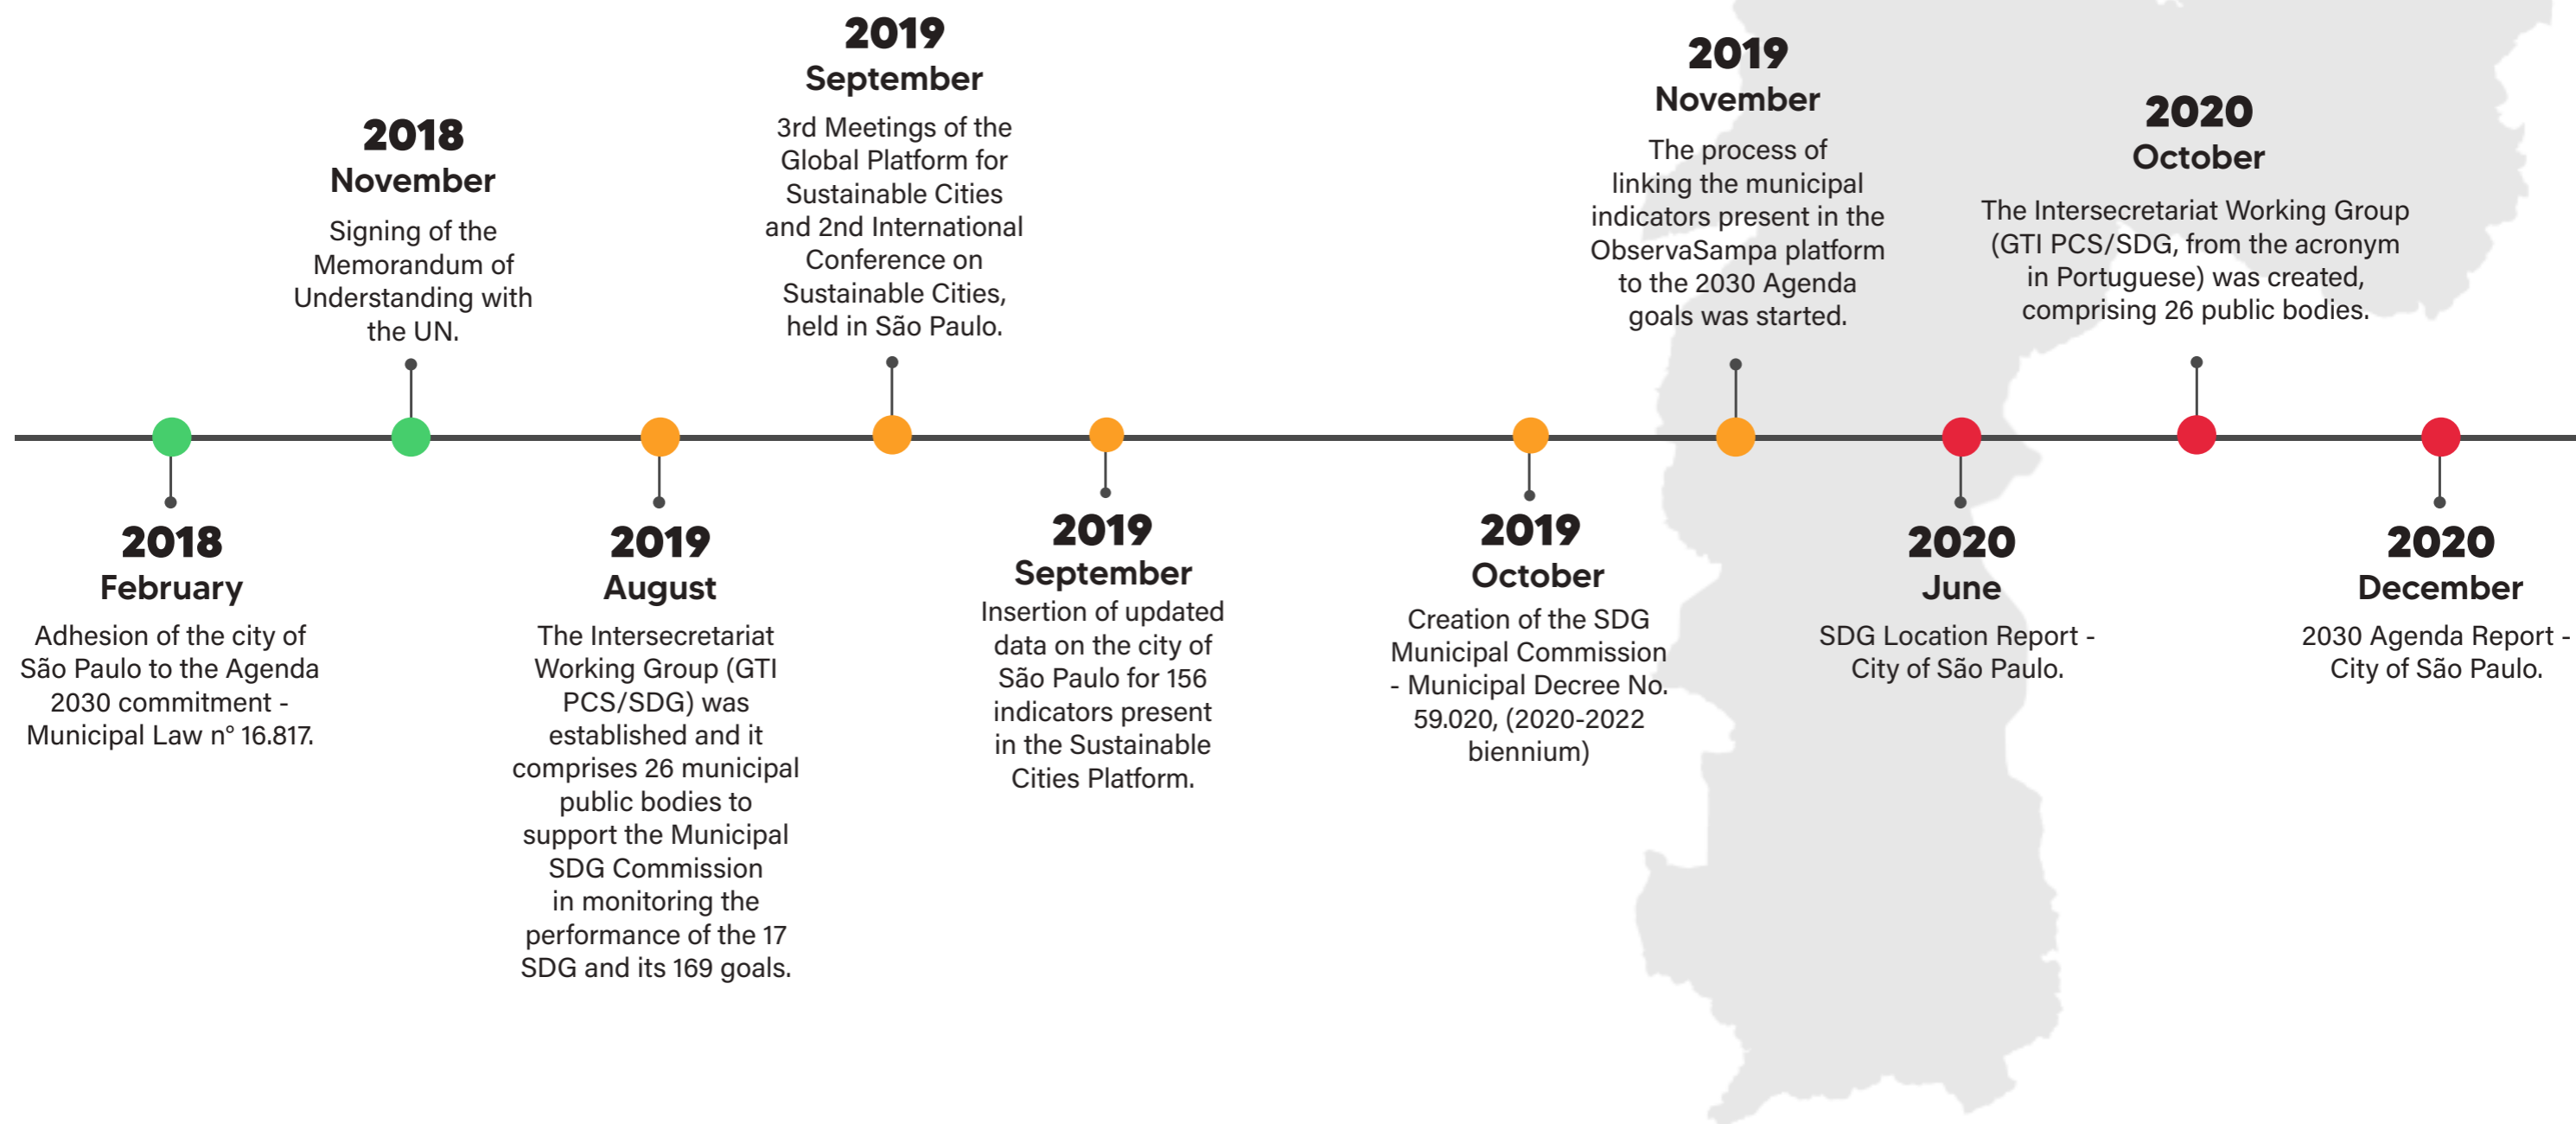 2018
February
Adhesion of the city of
São Paulo to the Agenda
2030 commitment -
Municipal Law n° 16.817.
2018
November
Signing of the
Memorandum of
Understanding with
the UN.
2019
August
The Intersecretariat
Working Group (GTI
PCS/SDG) was
established and it
comprises 26 municipal
public bodies to
support the Municipal
SDG Commission
in monitoring the
performance of the 17
SDG and its 169 goals.
2019
September
3rd Meetings of the
Global Platform for
Sustainable Cities
and 2nd International
Conference on
Sustainable Cities,
held in São Paulo.
2019
September
Insertion of updated
data on the city of
São Paulo for 156
indicators present
in the Sustainable
Cities Platform.
2019
October
Creation of the SDG
Municipal Commission
- Municipal Decree No.
59.020, (2020-2022
biennium)
2019
November
The process of
linking the municipal
indicators present in the
ObservaSampa platform
to the 2030 Agenda
goals was started.
2020
June
SDG Location Report -
City of São Paulo.
2020
October
The Intersecretariat Working Group
(GTI PCS/SDG, from the acronym
in Portuguese) was created,
comprising 26 public bodies.
2020
December
2030 Agenda Report -
City of São Paulo.